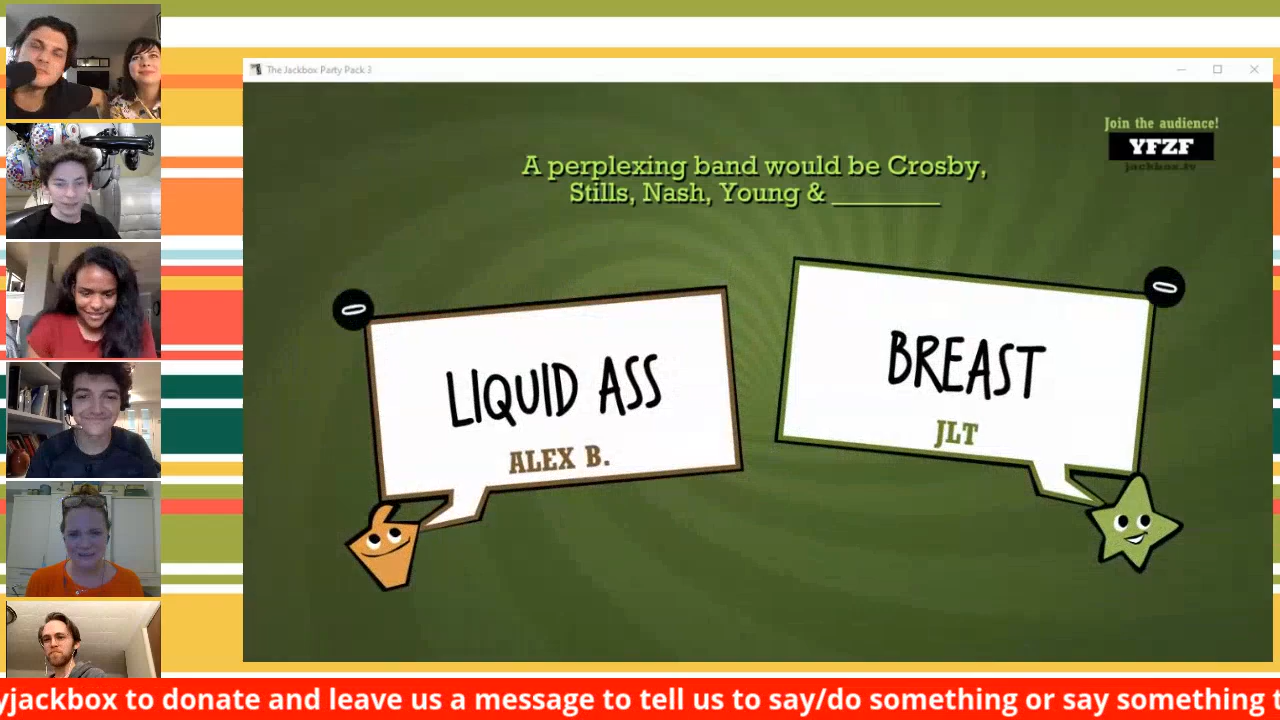 The Jackbox Party Pack 3
Join the audience!
YFZF
jackbox.tv
A perplexing band would be Crosby,
Stills, Nash, Young & ________
LIQUID ASS
ALEX B.
BREAST
JLT
yjackbox to donate and leave us a message to tell us to say/do something or say something t